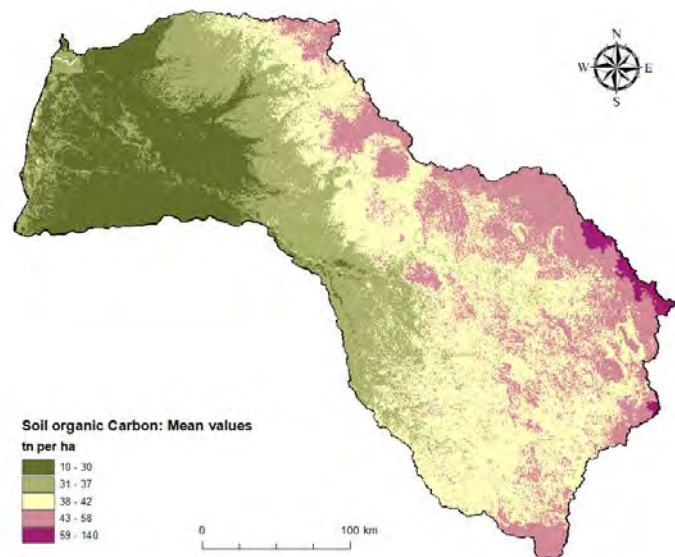 N
W E
S
Soil organic Carbon: Mean values
tn per ha
10 - 30
31 - 37
38 - 42
43 - 58
59 - 140
0 100 km